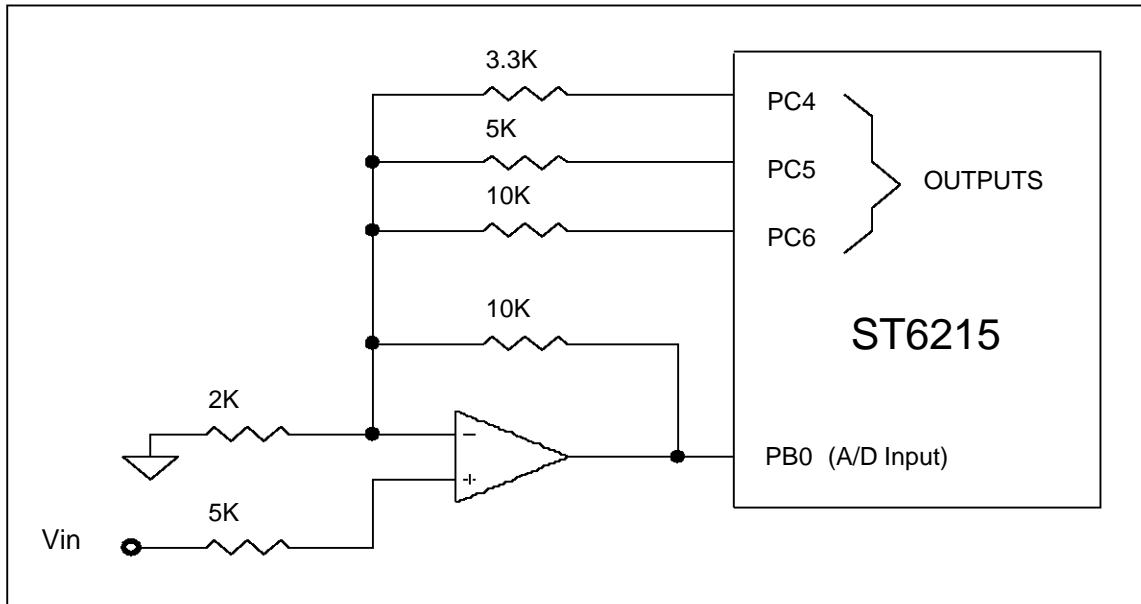 3.3K
PC4
5K
PC5
OUTPUTS
10K
PC6
10K
ST6215
2K
PB0 (A/D Input)
5K
Vin